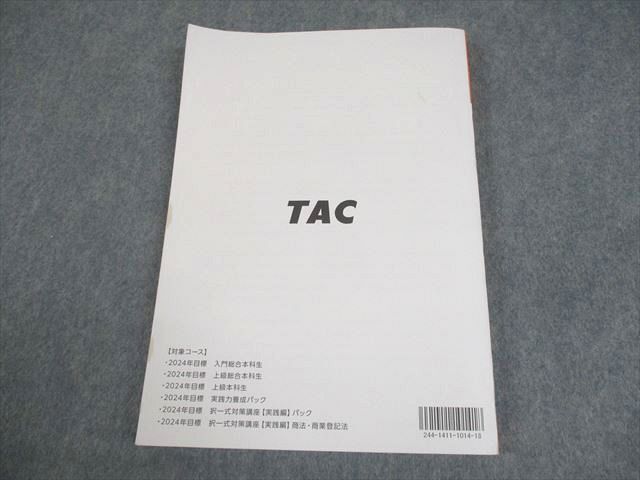 TAC
【対象コース】
・2024年目標 入門総合本科生
・2024年目標 上級総合本科生
・2024年目標 上級本科生
・2024年目標 実践力養成パック
・2024年目標 択一式対策講座【実践編】パック
・2024年目標 択一式対策講座【実践編】商法・商業登記法
244-1411-1014-18